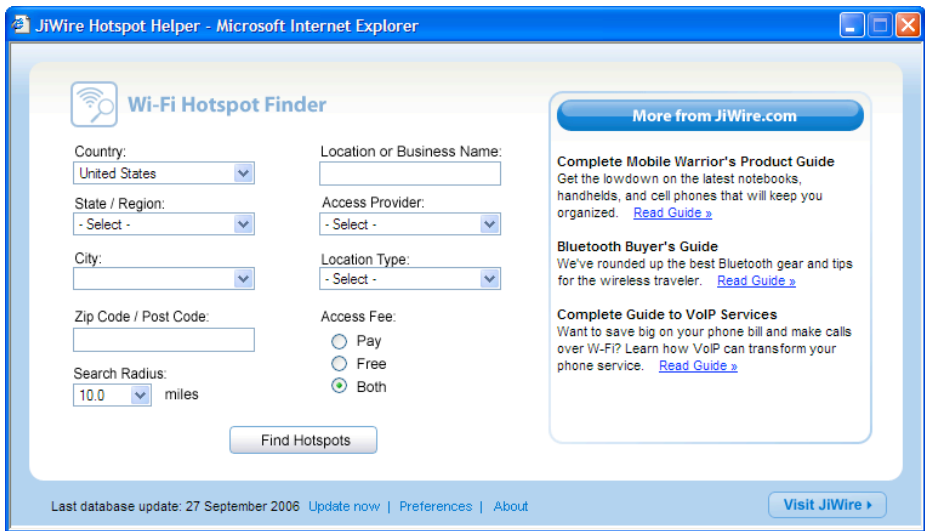 JiWire Hotspot Helper - Microsoft Internet Explorer
Wi-Fi Hotspot Finder
Country:
United States
State / Region:
- Select -
City:
Zip Code / Post Code:
Search Radius:
10.0 miles
Location or Business Name:
Access Provider:
- Select -
Location Type:
- Select -
Access Fee:
Pay
Free
Both
Find Hotspots
More from JiWire.com
Complete Mobile Warrior's Product Guide
Get the lowdown on the latest notebooks,
handhelds, and cell phones that will keep you
organized. Read Guide »
Bluetooth Buyer's Guide
We've rounded up the best Bluetooth gear and tips
for the wireless traveler. Read Guide »
Complete Guide to VoIP Services
Want to save big on your phone bill and make calls
over W-Fi? Learn how VoIP can transform your
phone service. Read Guide »
Last database update: 27 September 2006 Update now | Preferences | About
Visit JiWire